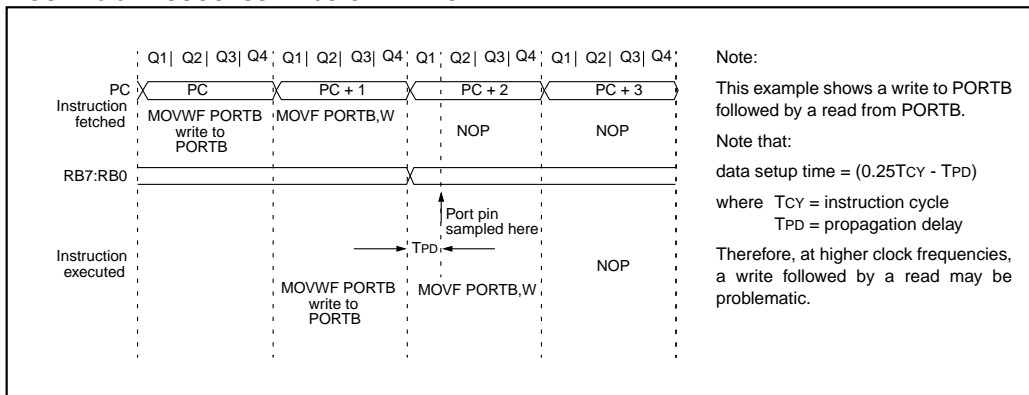 Q1| Q2| Q3| Q4 Q1| Q2| Q3| Q4 Q1| Q2| Q3| Q4 Q1| Q2| Q3| Q4
PC PC PC + 1 PC + 2 PC + 3
Instruction
fetched
MOVWF PORTB
write to
PORTB
MOVF PORTB,W
NOP
NOP
RB7:RB0
Port pin
sampled here
TPD
Instruction
executed
MOVWF PORTB
write to
PORTB
MOVF PORTB,W
NOP
Note:
This example shows a write to PORTB
followed by a read from PORTB.
Note that:
data setup time = (0.25TCY - TPD)
where TCY = instruction cycle
TPD = propagation delay
Therefore, at higher clock frequencies,
a write followed by a read may be
problematic.